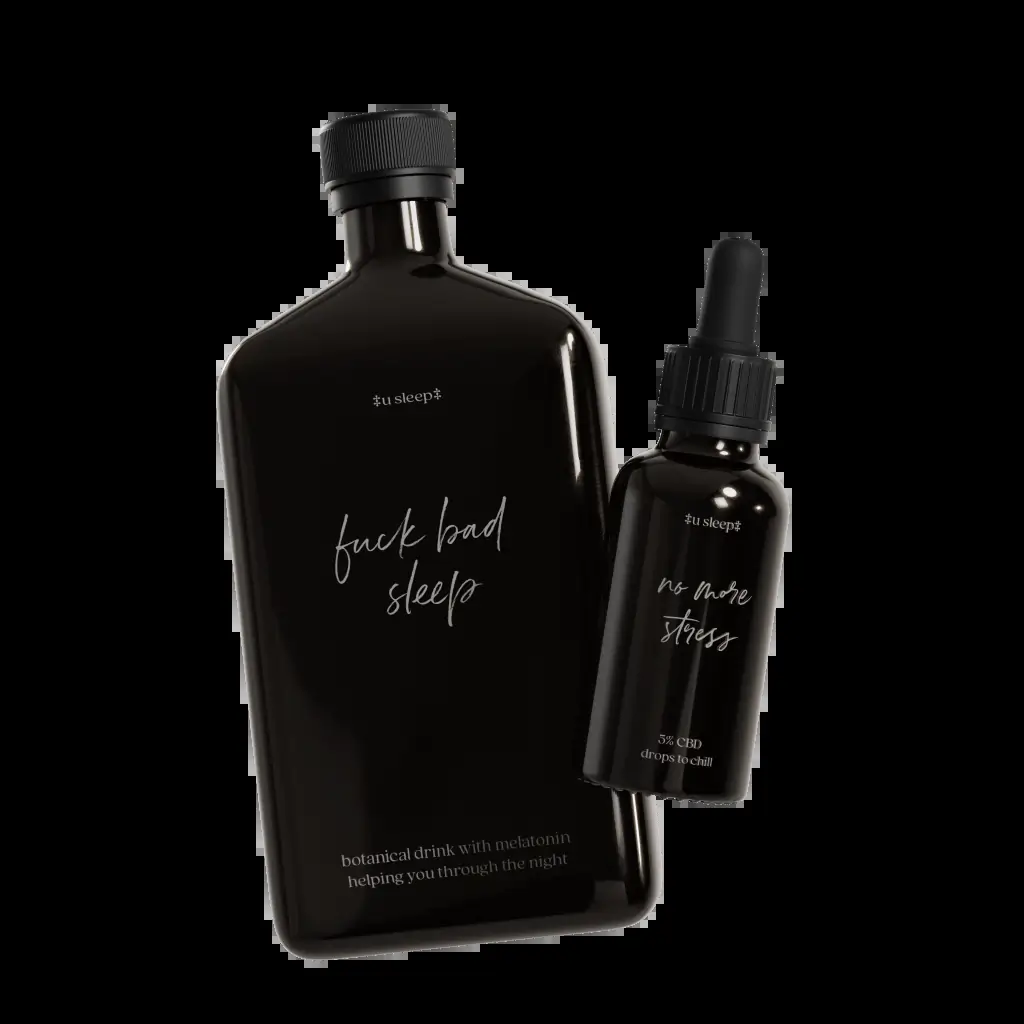 ‡u sleep‡
fuck bad
sleep
botanical drink with melatonin
helping you through the night
‡u sleep‡
no more
stress
5% CBD
drops to chill